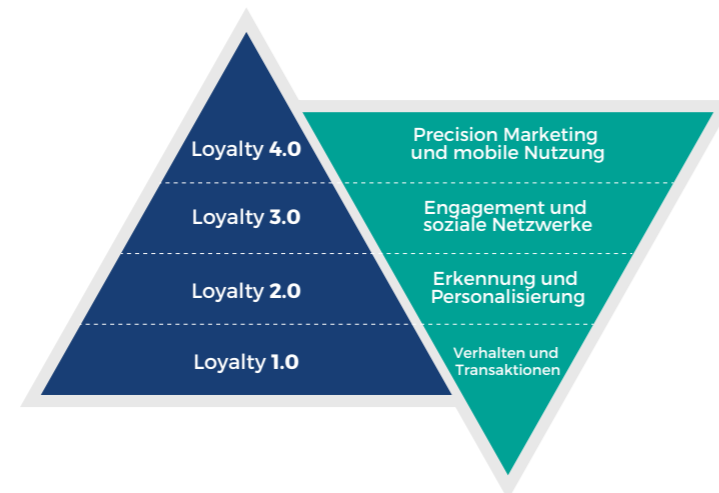 Loyalty 4.0
Precision Marketing
und mobile Nutzung
Loyalty 3.0
Engagement und
soziale Netzwerke
Loyalty 2.0
Erkennung und
Personalisierung
Loyalty 1.0
Verhalten und
Transaktionen